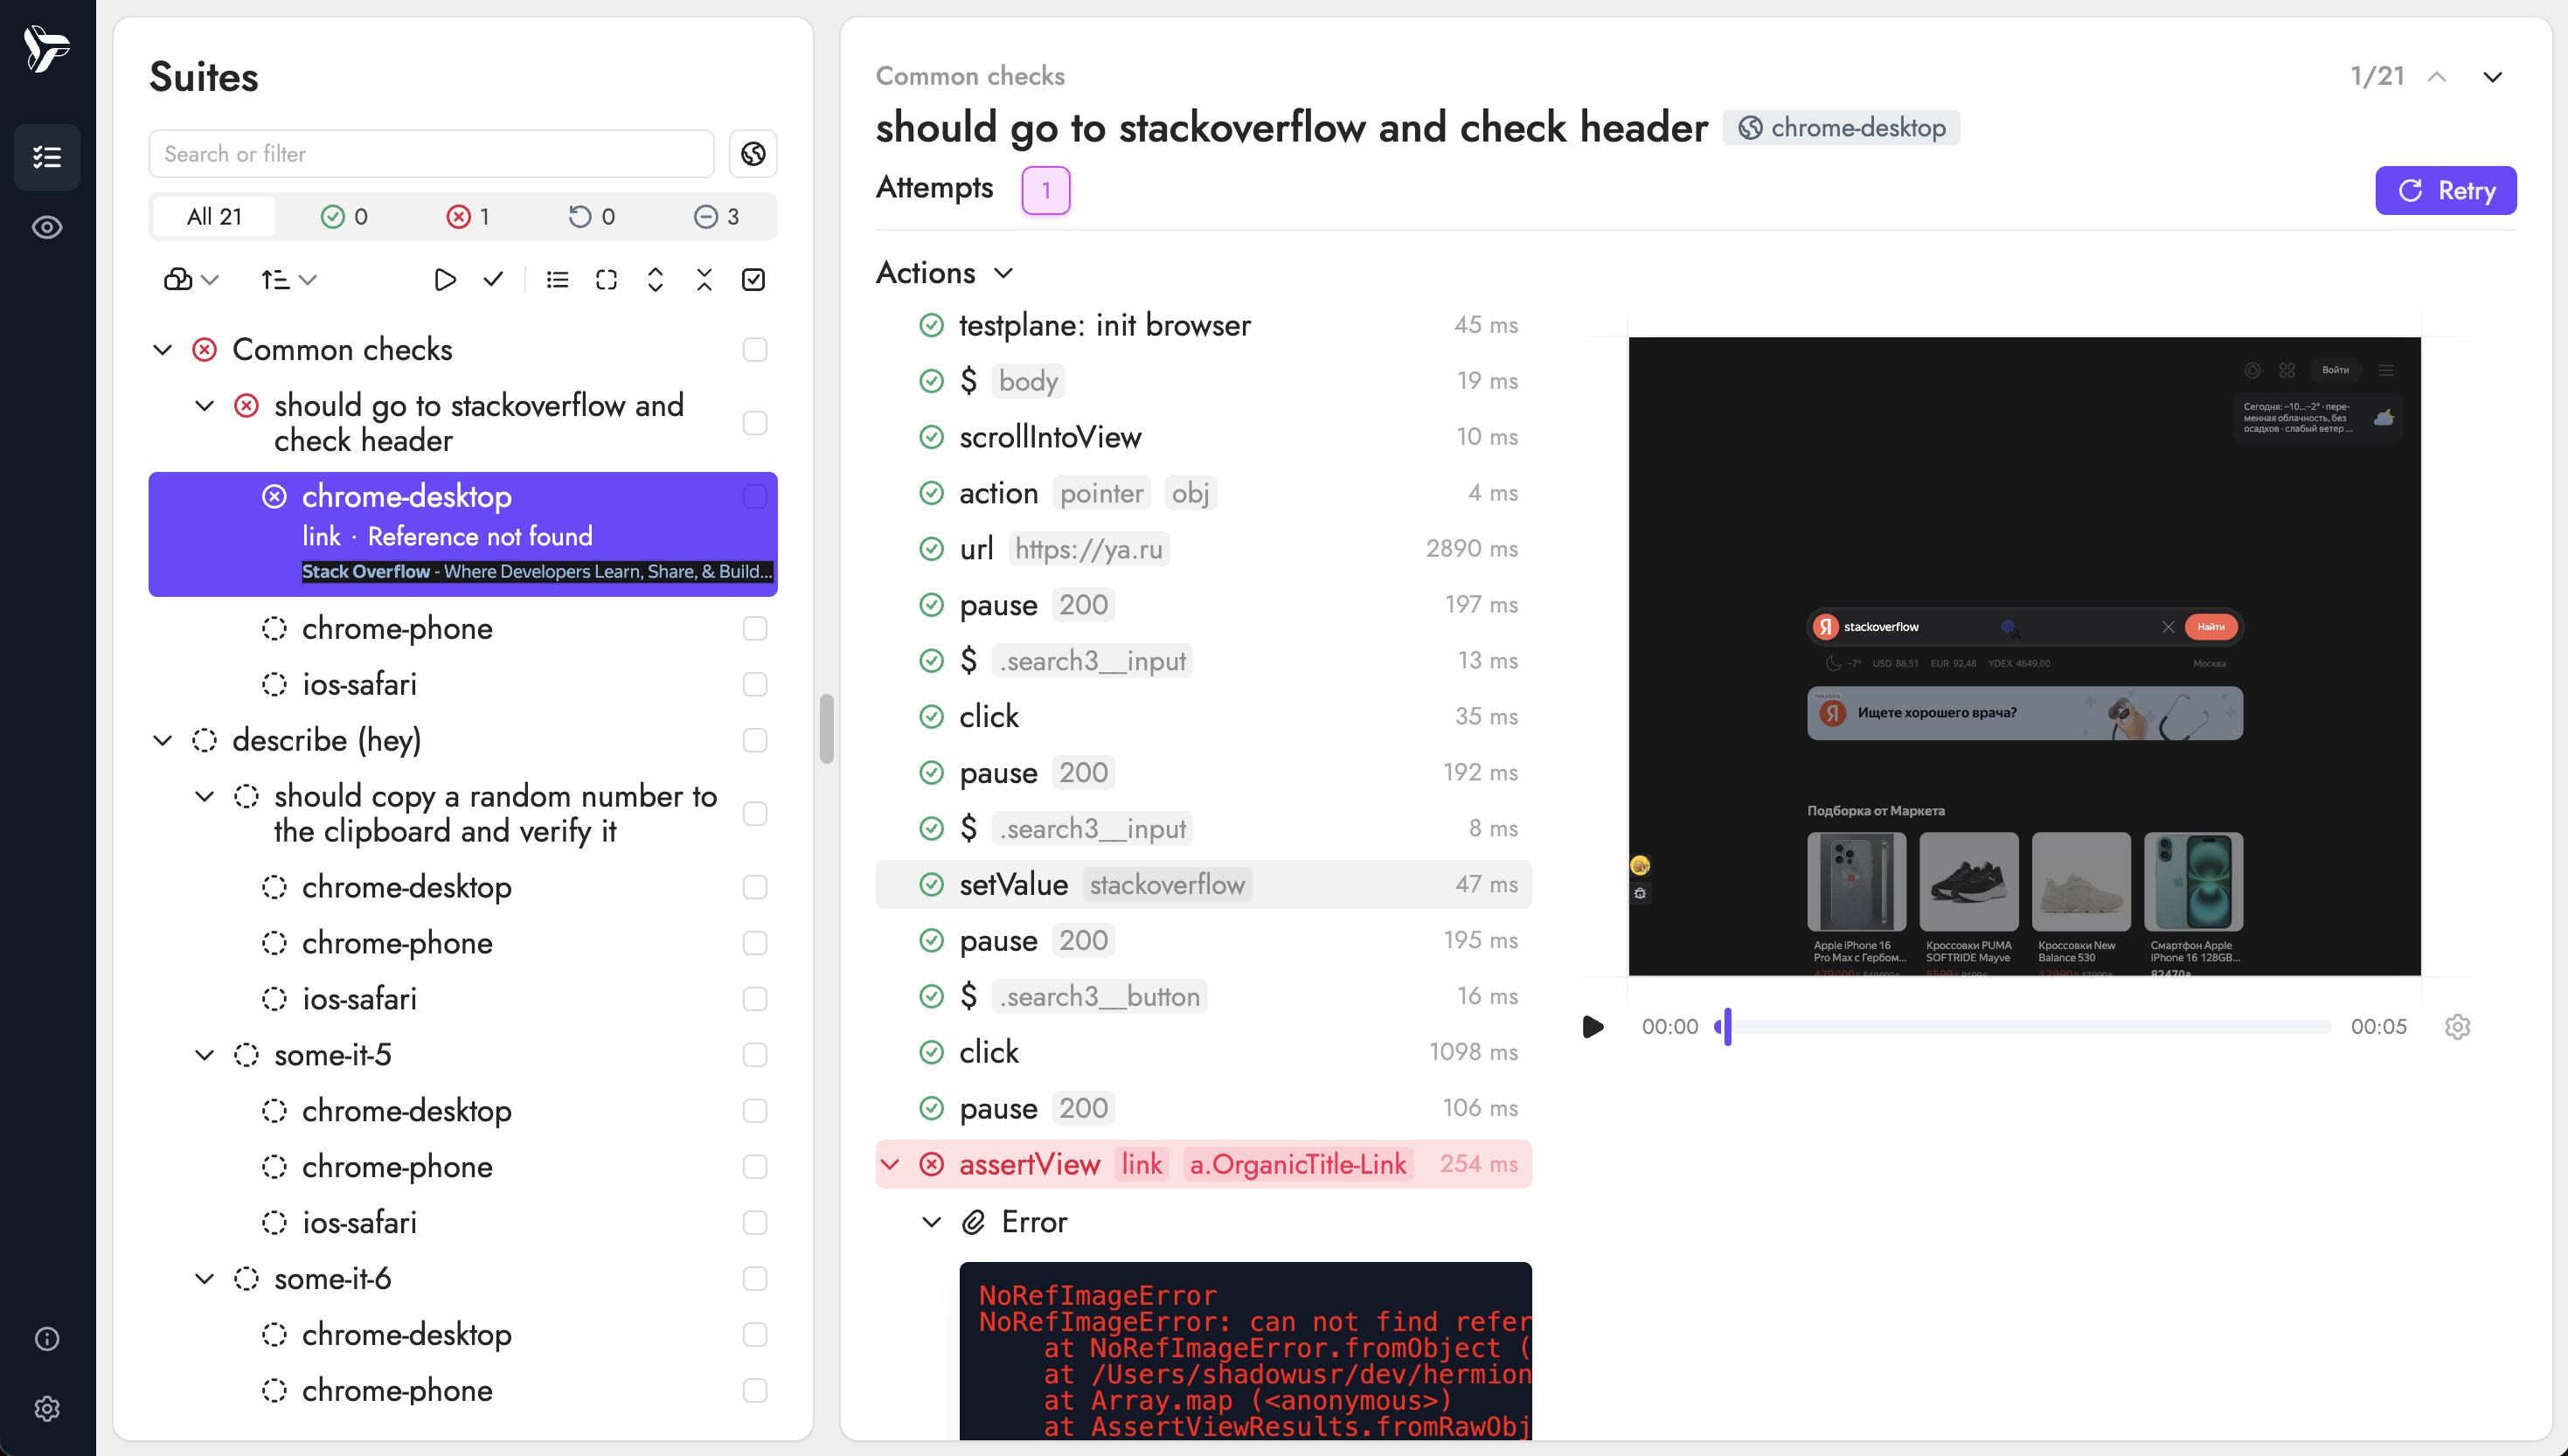 Suites
Search or filter
All 21
0
1
0
3
Common checks
should go to stackoverflow and
check header
chrome-desktop
link · Reference not found
Stack Overflow - Where Developers Learn, Share, & Build...
chrome-phone
ios-safari
describe (hey)
should copy a random number to
the clipboard and verify it
chrome-desktop
chrome-phone
ios-safari
some-it-5
chrome-desktop
chrome-phone
ios-safari
some-it-6
chrome-desktop
chrome-phone
Common checks
1/21
should go to stackoverflow and check header chrome-desktop
Attempts 1
Retry
Actions
testplane: init browser 45 ms
$ body 19 ms
scrollIntoView 10 ms
action pointer obj 4 ms
url https://ya.ru 2890 ms
pause 200 197 ms
$ .search3__input 13 ms
click 35 ms
pause 200 192 ms
$ .search3__input 8 ms
setValue stackoverflow 47 ms
pause 200 195 ms
$ .search3__button 16 ms
click 1098 ms
pause 200 106 ms
assertView link a.OrganicTitle-Link 254 ms
Error
NoRefImageError
NoRefImageError: can not find refer
at NoRefImageError.fromObject (
at /Users/shadowusr/dev/hermion
at Array.map (<anonymous>)
at AssertViewResults.fromRawObj
Войти
Сегодня: −10...−2° · пере-
менная облачность, без
осадков · слабый ветер ...
Я stackoverflow Найти
−7° USD 88,51 EUR 92,48 YDEX 4649,00 Москва
РЕКЛАМА
Я Ищете хорошего врача?
Подборка от Маркета
Apple iPhone 16
Pro Max с Гербом...
Кроссовки PUMA
SOFTRIDE Mayve
Кроссовки New
Balance 530
Смартфон Apple
iPhone 16 128GB...
82470₽
00:00
00:05